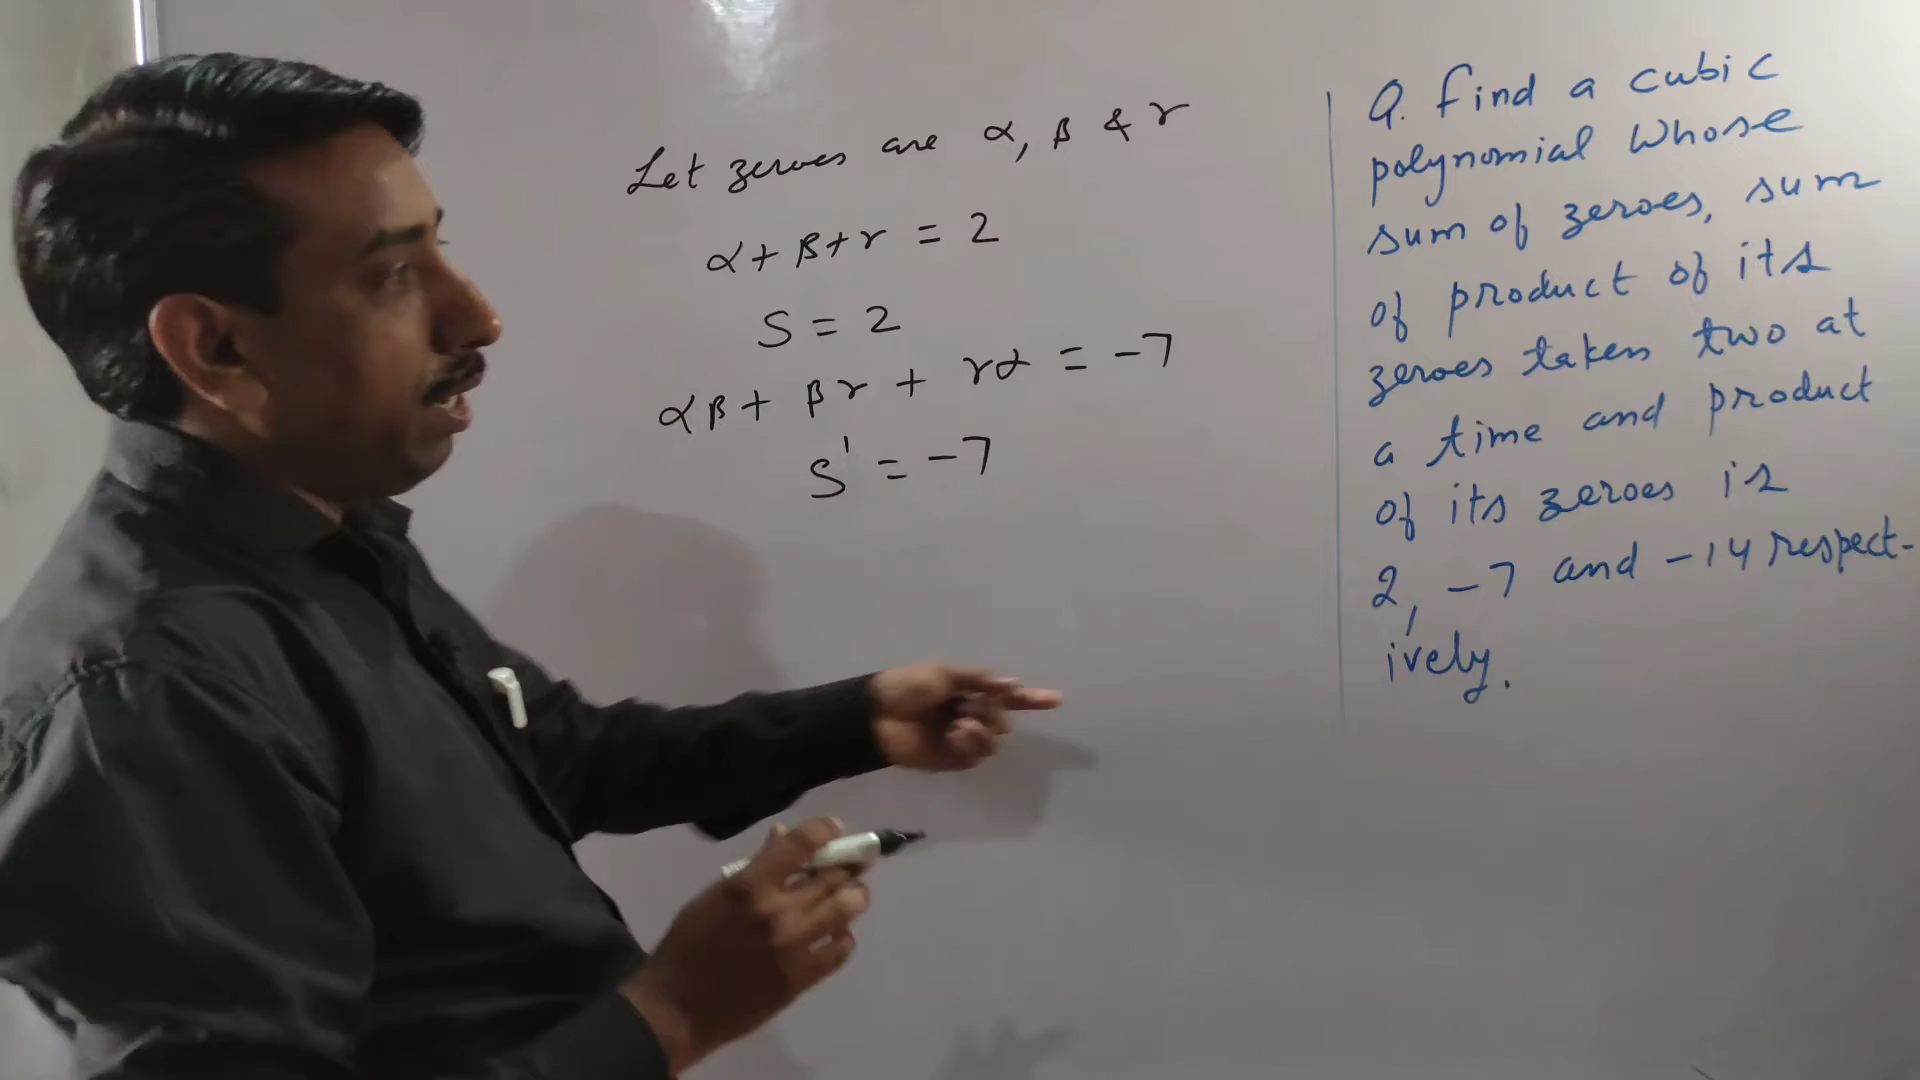 Let zeroes are α, β & γ
α + β + γ = 2
S = 2
αβ + βγ + γα = -7
S' = -7
Q. Find a cubic
polynomial whose
sum of zeroes, sum
of product of its
zeroes taken two at
a time and product
of its zeroes is
2, -7 and -14 respect-
ively.